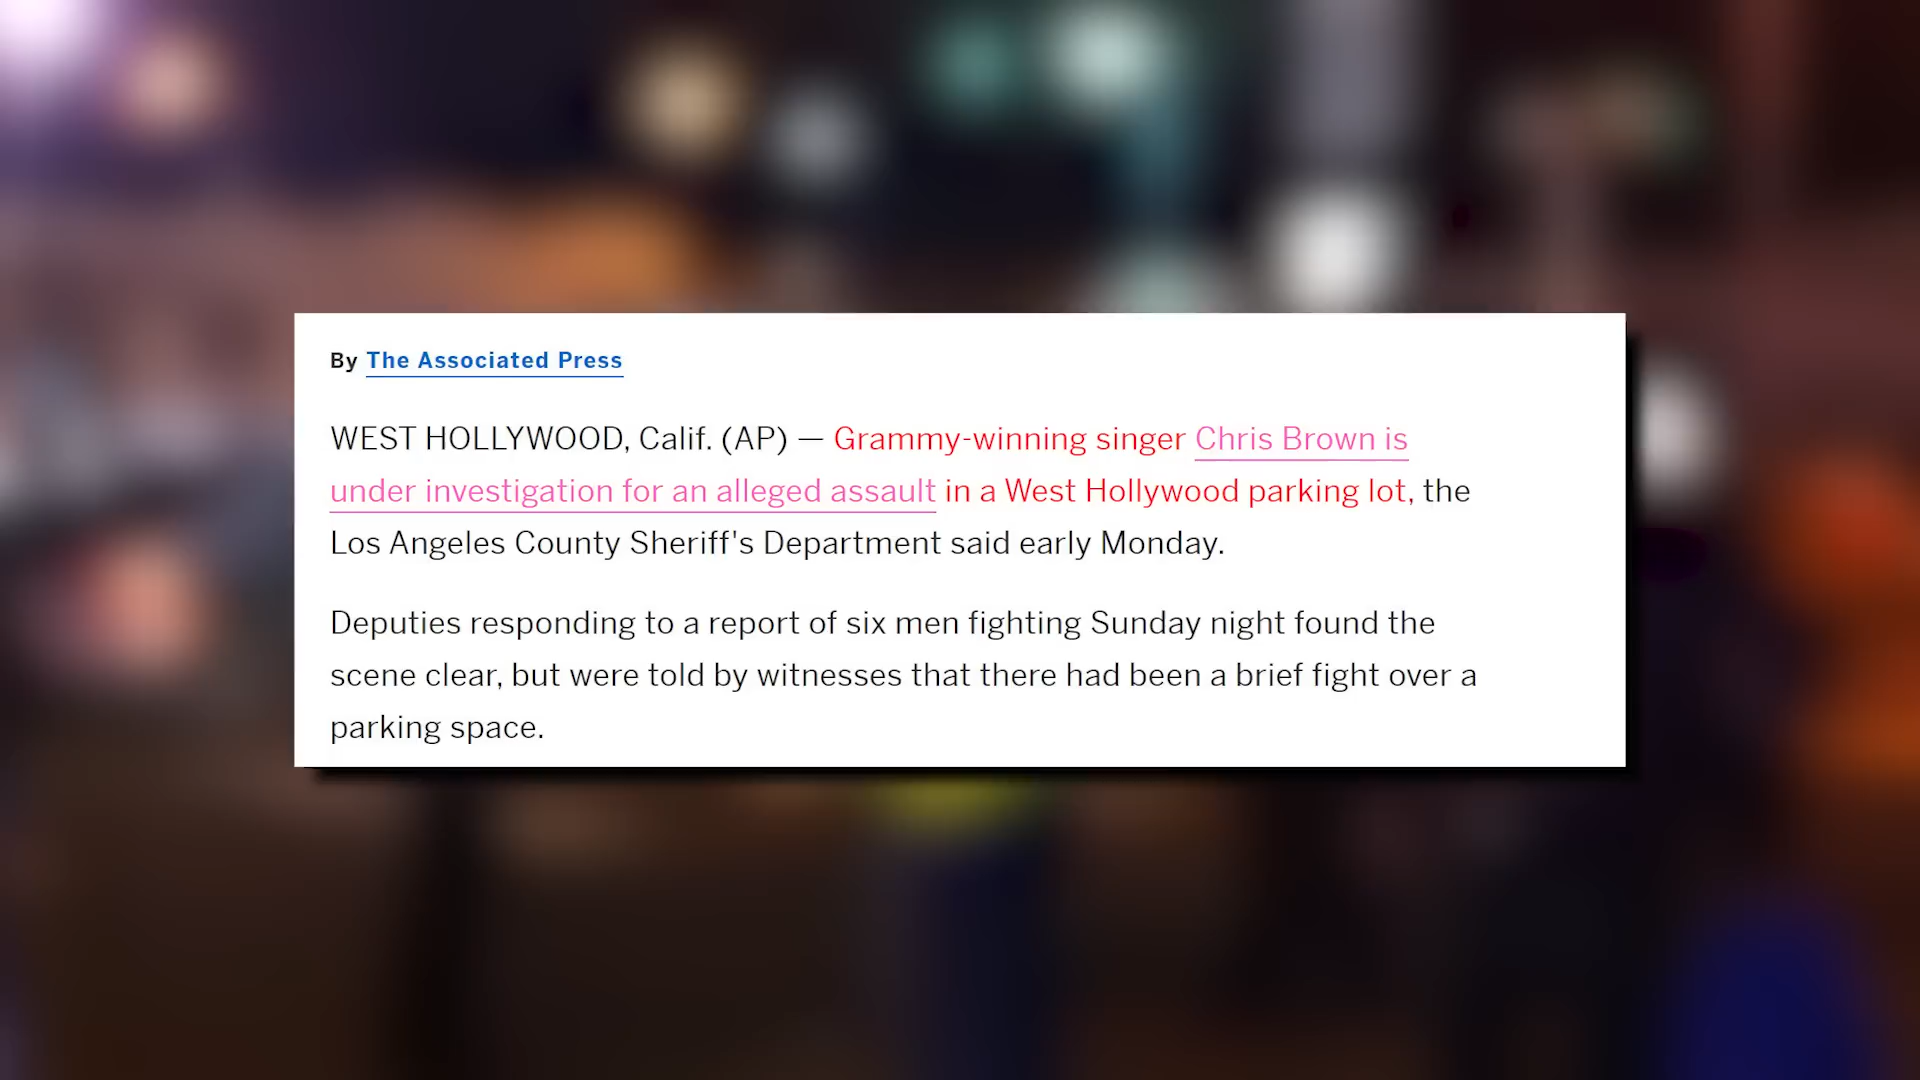 By The Associated Press
WEST HOLLYWOOD, Calif. (AP) — Grammy-winning singer Chris Brown is
under investigation for an alleged assault in a West Hollywood parking lot, the
Los Angeles County Sheriff's Department said early Monday.
Deputies responding to a report of six men fighting Sunday night found the
scene clear, but were told by witnesses that there had been a brief fight over a
parking space.